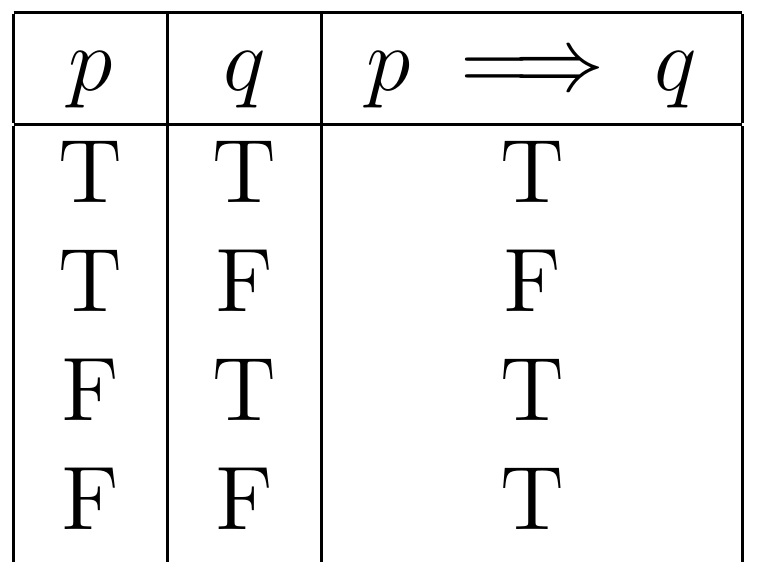 p q p ⟹ q
T T T
T F F
F T T
F F T